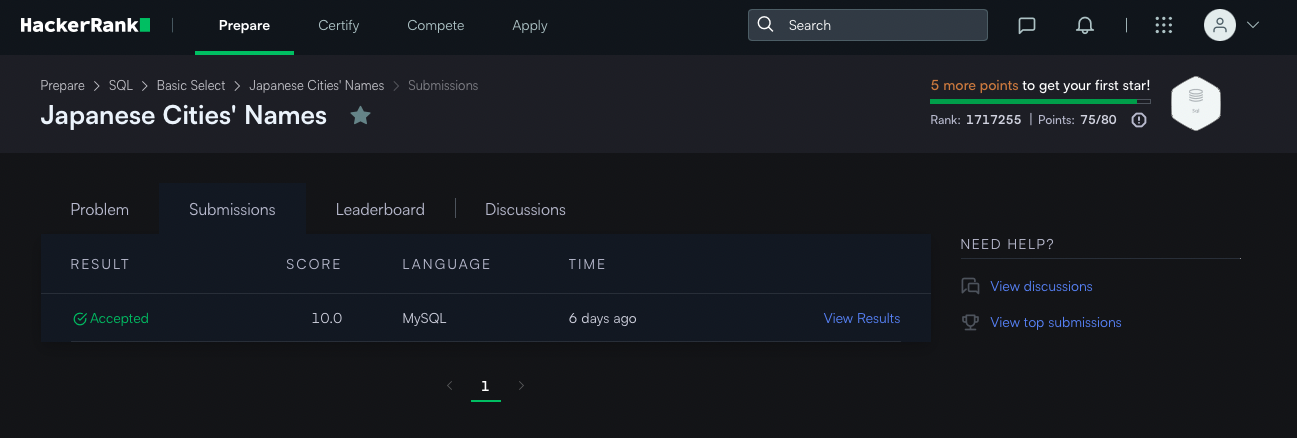 HackerRank | Prepare Certify Compete Apply Search |
Prepare > SQL > Basic Select > Japanese Cities' Names > Submissions
Japanese Cities' Names
5 more points to get your first star!
Rank: 1717255 | Points: 75/80
Problem Submissions Leaderboard | Discussions
RESULT SCORE LANGUAGE TIME
Accepted 10.0 MySQL 6 days ago View Results
< 1 >
NEED HELP?
View discussions
View top submissions